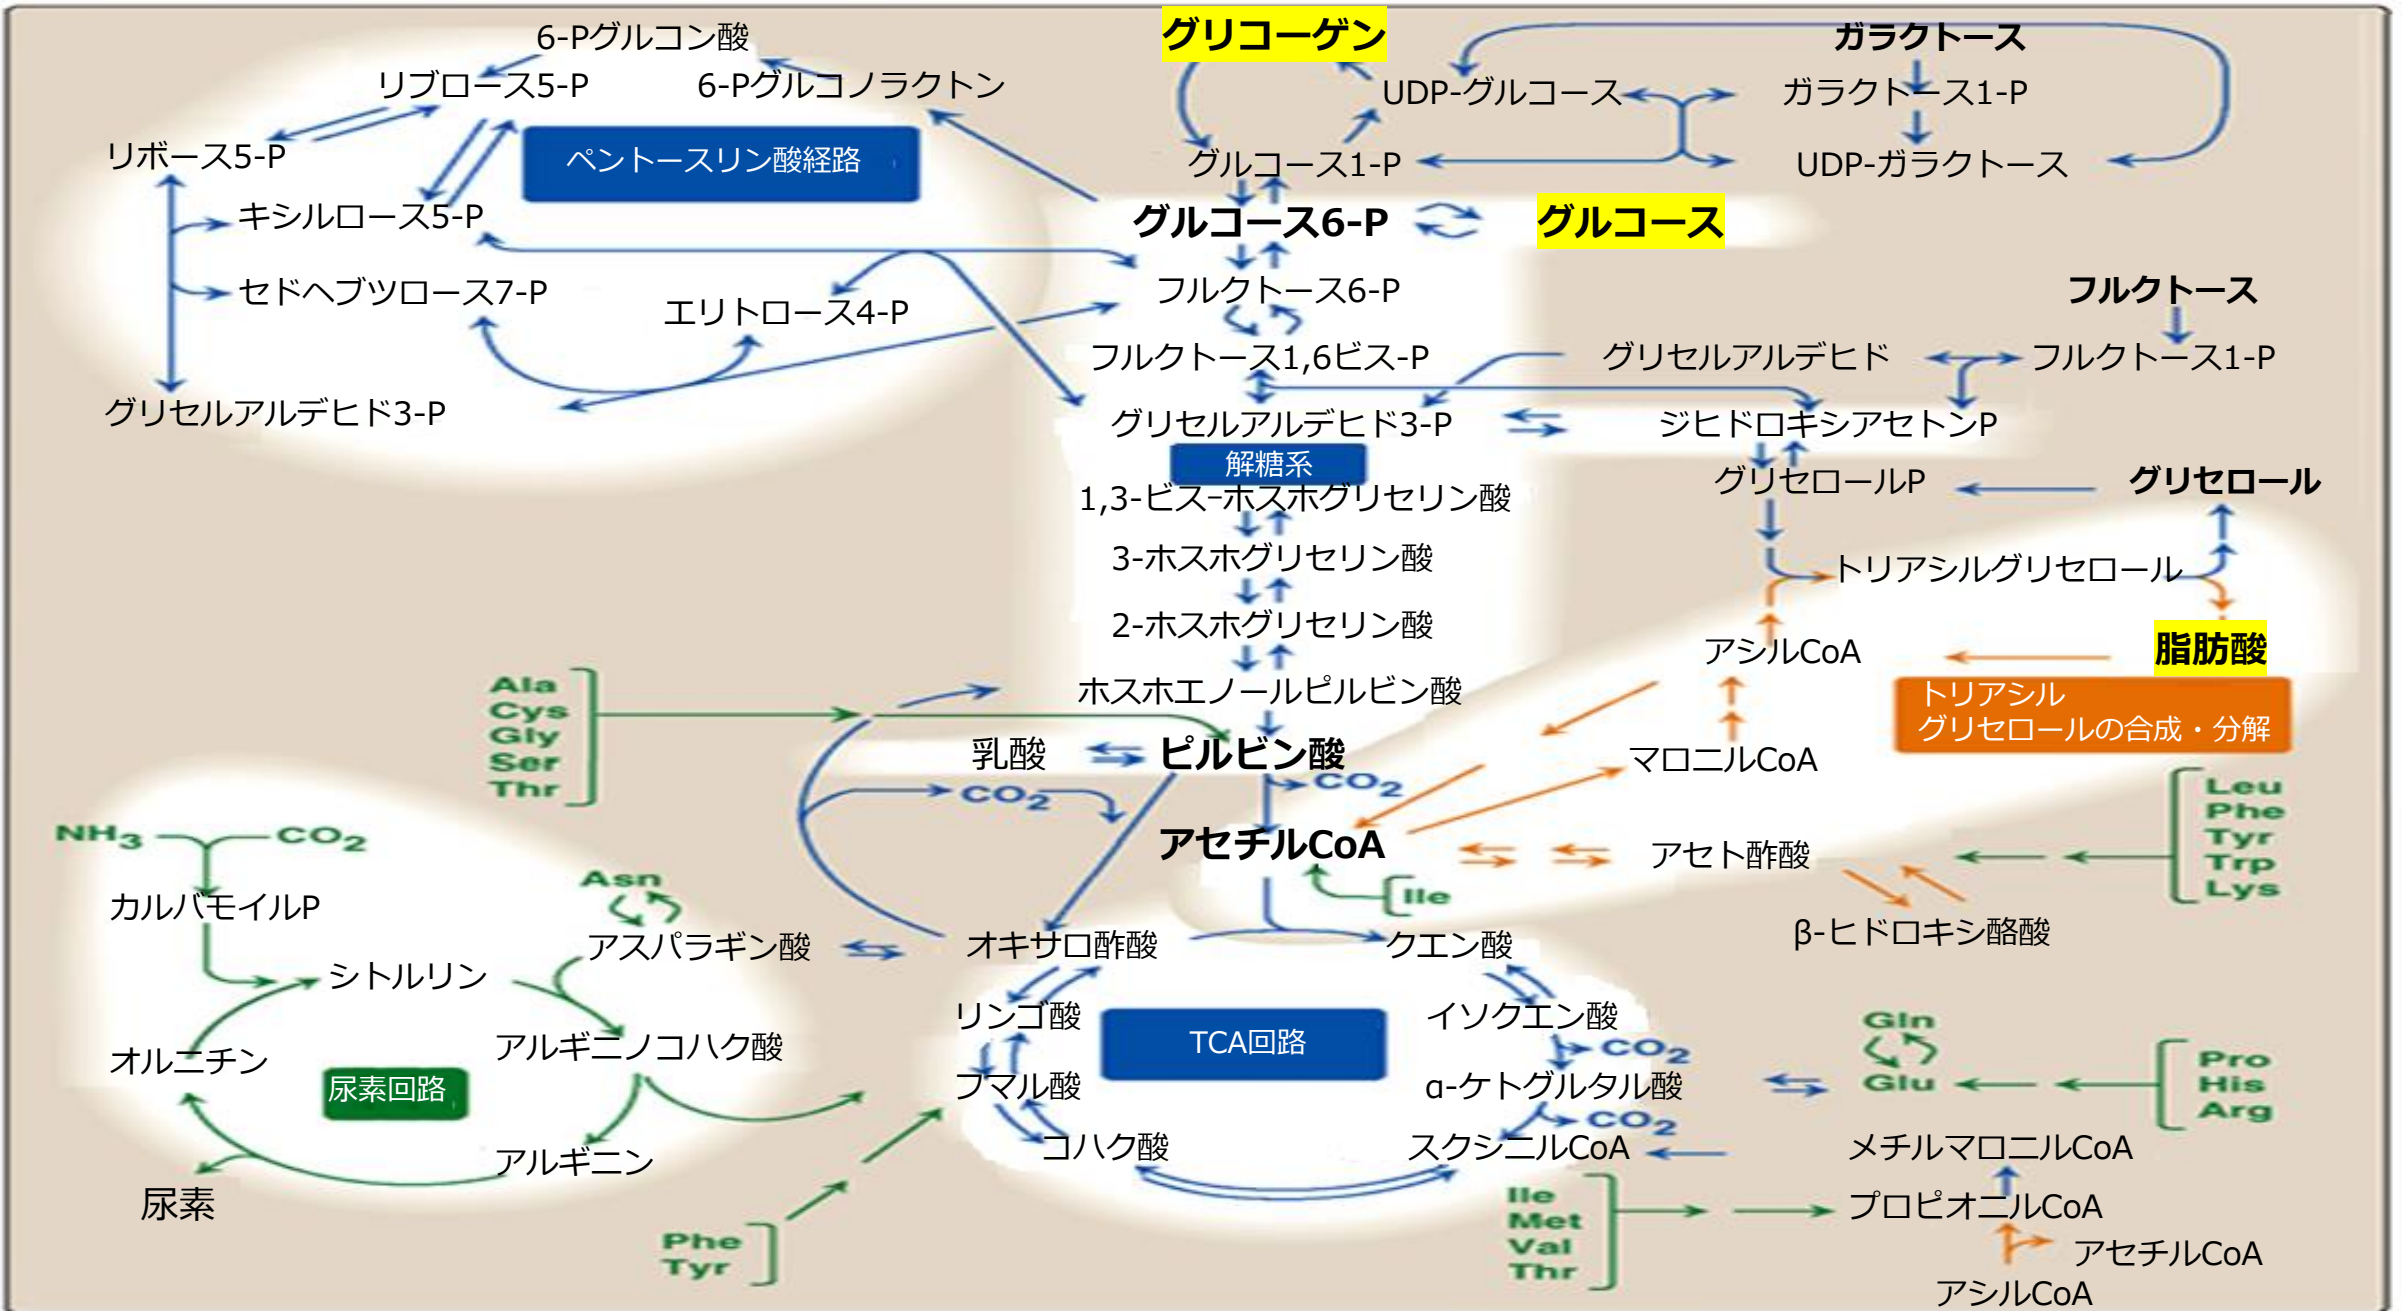 6-Pグルコン酸
リブロース5-P
6-Pグルコノラクトン
リボース5-P
ペントースリン酸経路
キシルロース5-P
セドヘブツロース7-P
エリトロース4-P
グリセルアルデヒド3-P
グリコーゲン
UDP-グルコース
ガラクトース
ガラクトース1-P
グルコース1-P
UDP-ガラクトース
グルコース6-P
グルコース
フルクトース6-P
フルクトース
フルクトース1,6ビス-P
グリセルアルデヒド
フルクトース1-P
グリセルアルデヒド3-P
ジヒドロキシアセトンP
解糖系
グリセロールP
グリセロール
1,3-ビス-ホスホグリセリン酸
3-ホスホグリセリン酸
トリアシルグリセロール
2-ホスホグリセリン酸
アシルCoA
脂肪酸
トリアシル
グリセロールの合成・分解
ホスホエノールピルビン酸
Ala
Cys
Gly
Ser
Thr
乳酸
ピルビン酸
マロニルCoA
CO2
CO2
アセチルCoA
アセト酢酸
Leu
Phe
Tyr
Trp
Lys
Ile
β-ヒドロキシ酪酸
NH3
CO2
カルバモイルP
Asn
アスパラギン酸
シトルリン
オルニチン
アルギニノコハク酸
尿素回路
アルギニン
尿素
Phe
Tyr
オキサロ酢酸
クエン酸
リンゴ酸
TCA回路
イソクエン酸
CO2
フマル酸
α-ケトグルタル酸
CO2
コハク酸
スクシニルCoA
Gln
Glu
Pro
His
Arg
メチルマロニルCoA
Ile
Met
Val
Thr
プロピオニルCoA
アセチルCoA
アシルCoA